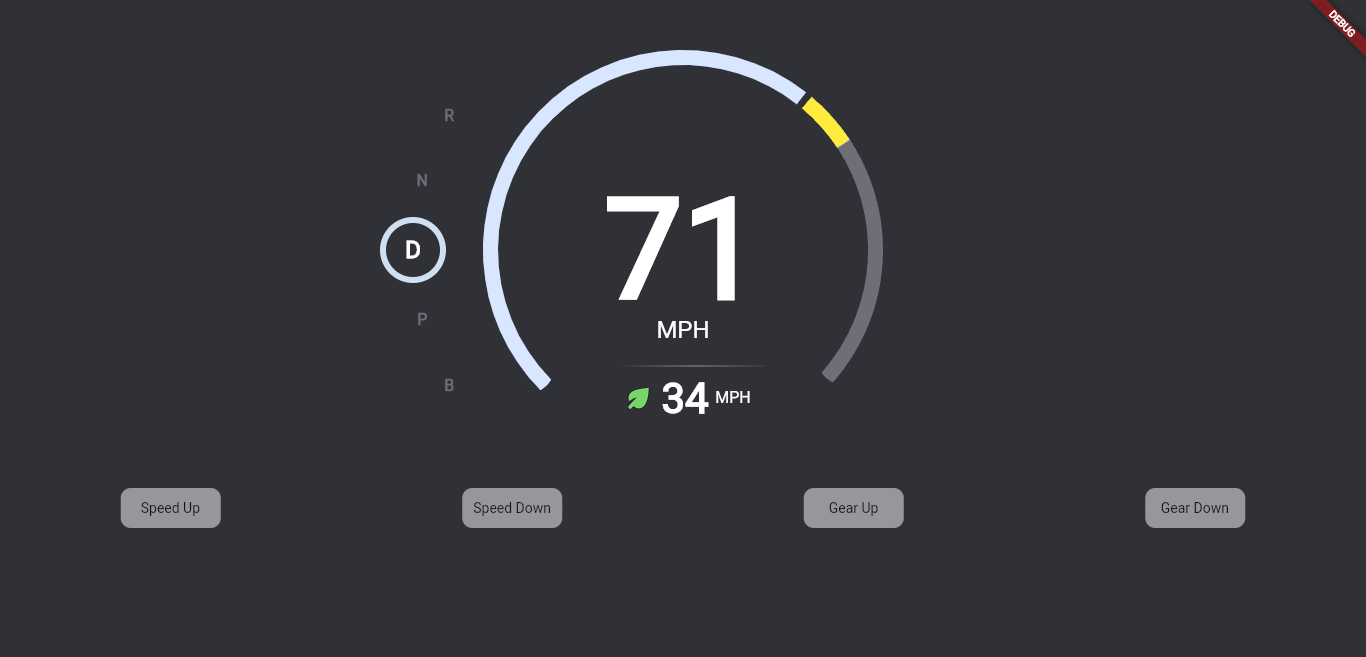 DEBUG
R
N
D
P
B
71
MPH
34 MPH
Speed Up
Speed Down
Gear Up
Gear Down